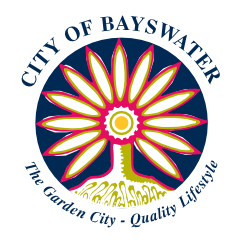 CITY OF BAYSWATER
The Garden City - Quality Lifestyle